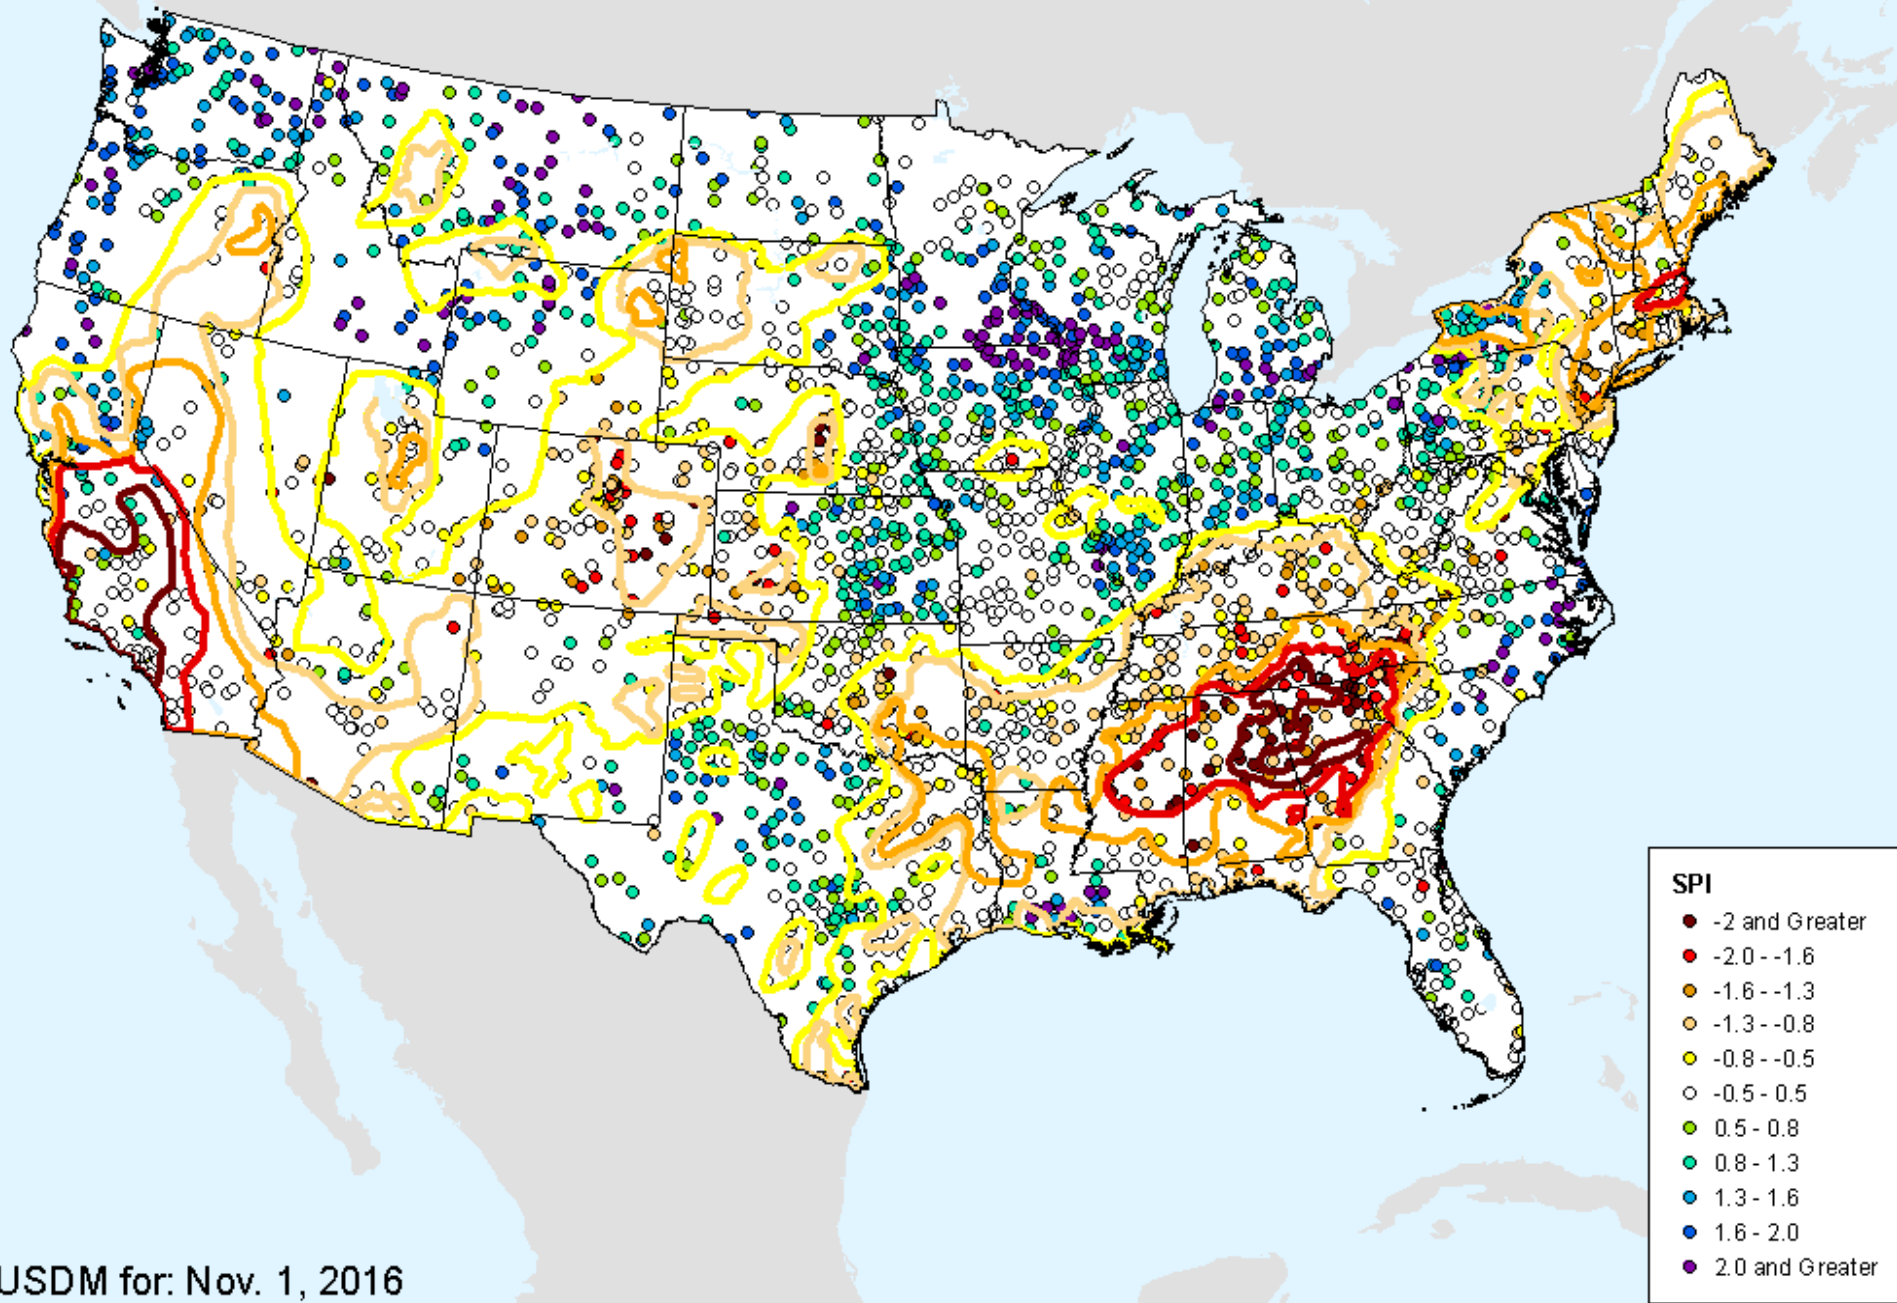 SPI
-2 and Greater
-2.0 - -1.6
-1.6 - -1.3
-1.3 - -0.8
-0.8 - -0.5
-0.5 - 0.5
0.5 - 0.8
0.8 - 1.3
1.3 - 1.6
1.6 - 2.0
2.0 and Greater
USDM for: Nov. 1, 2016